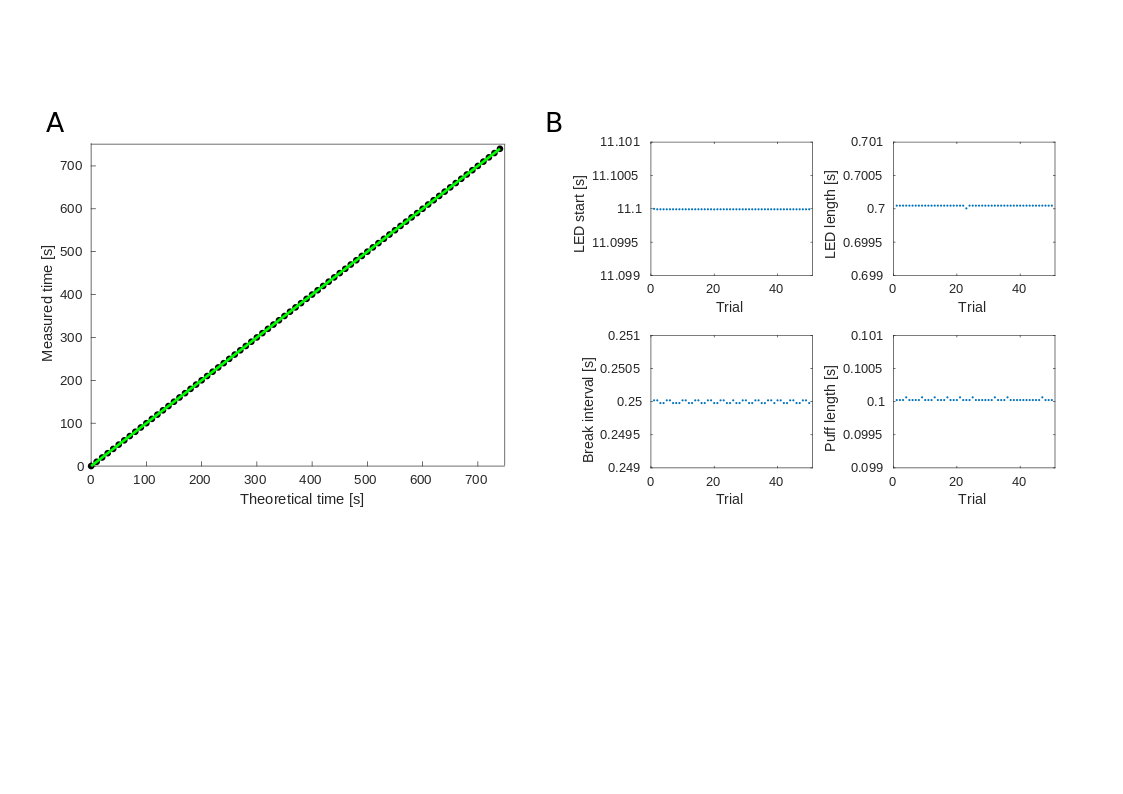 A
Measured time [s]
700
600
500
400
300
200
100
0
0 100 200 300 400 500 600 700
Theoretical time [s]
B
LED start [s]
11.101
11.1005
11.1
11.0995
11.099
0 20 40
Trial
LED length [s]
0.701
0.7005
0.7
0.6995
0.699
0 20 40
Trial
Break interval [s]
0.251
0.2505
0.25
0.2495
0.249
0 20 40
Trial
Puff length [s]
0.101
0.1005
0.1
0.0995
0.099
0 20 40
Trial